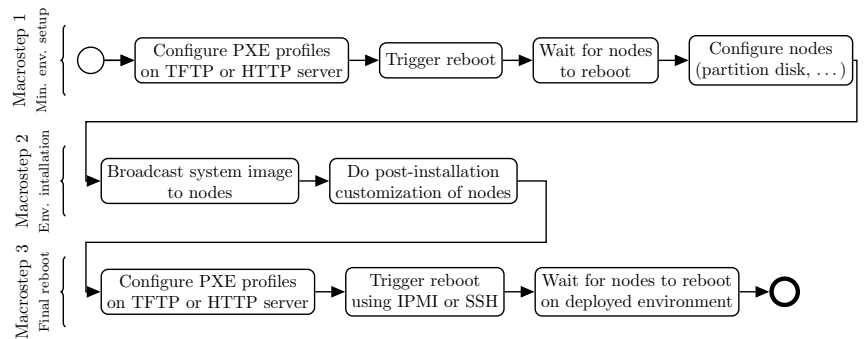 Macrostep 1
Min. env. setup
Configure PXE profiles
on TFTP or HTTP server
Trigger reboot
Wait for nodes
to reboot
Configure nodes
(partition disk, . . . )
Macrostep 2
Env. intallation
Broadcast system image
to nodes
Do post-installation
customization of nodes
Macrostep 3
Final reboot
Configure PXE profiles
on TFTP or HTTP server
Trigger reboot
using IPMI or SSH
Wait for nodes to reboot
on deployed environment